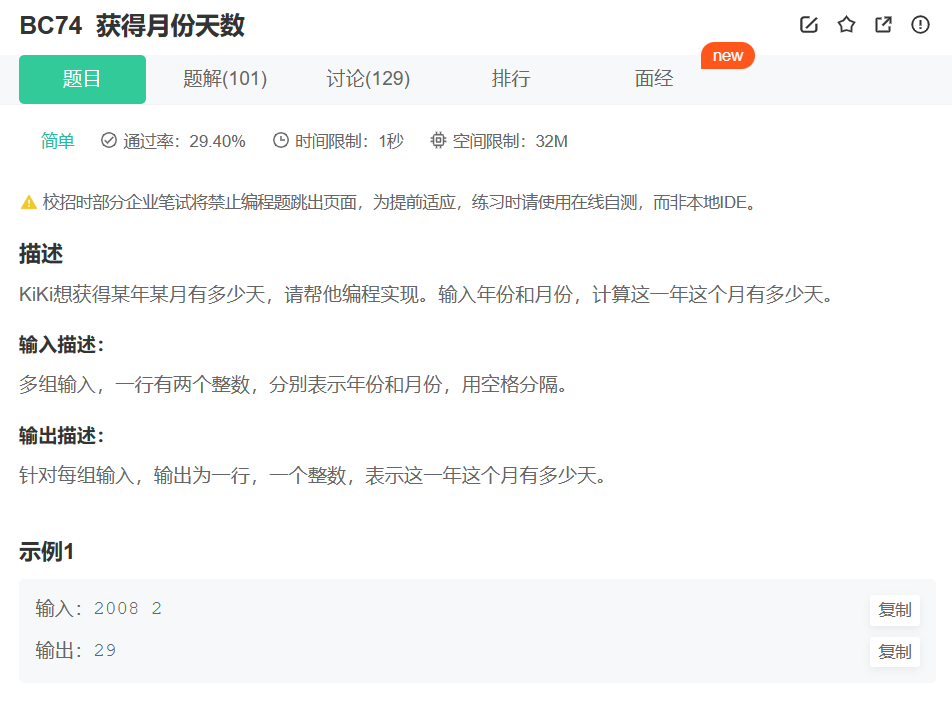 BC74 获得月份天数
new
题目 题解(101) 讨论(129) 排行 面经
简单 通过率：29.40% 时间限制：1秒 空间限制：32M
校招时部分企业笔试将禁止编程题跳出页面，为提前适应，练习时请使用在线自测，而非本地IDE。
描述
KiKi想获得某年某月有多少天，请帮他编程实现。输入年份和月份，计算这一年这个月有多少天。
输入描述：
多组输入，一行有两个整数，分别表示年份和月份，用空格分隔。
输出描述：
针对每组输入，输出为一行，一个整数，表示这一年这个月有多少天。
示例1
输入：2008 2 复制
输出：29 复制